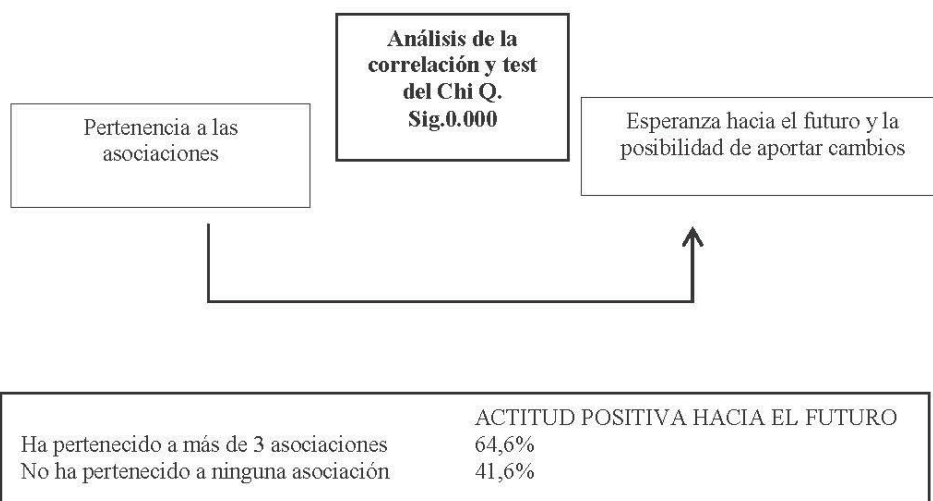 Análisis de la
correlación y test
del Chi Q.
Sig.0.000
Pertenencia a las
asociaciones
Esperanza hacia el futuro y la
posibilidad de aportar cambios
ACTITUD POSITIVA HACIA EL FUTURO
Ha pertenecido a más de 3 asociaciones 64,6%
No ha pertenecido a ninguna asociación 41,6%